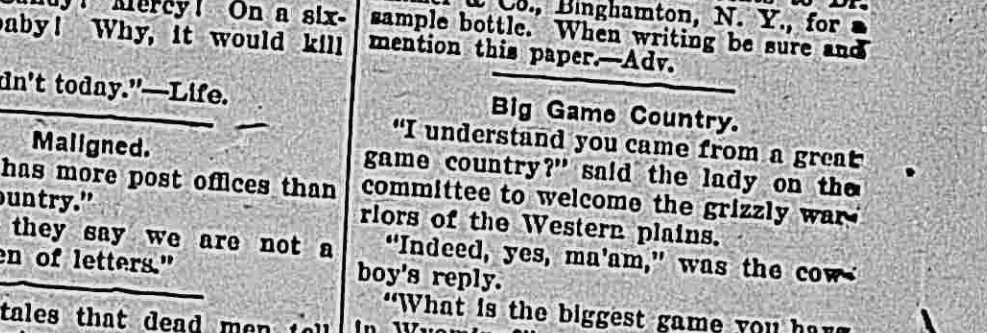 Mercy! On a six-
baby! Why, it would kill
dn't today."—Life.
Maligned.
has more post offices than
ountry."
they say we are not a
en of letters."
tales that dead men tell
& Co., Binghamton, N. Y., for a
sample bottle. When writing be sure and
mention this paper.—Adv.
Big Game Country.
"I understand you came from a great
game country?" said the lady on the
committee to welcome the grizzly war-
riors of the Western plains.
"Indeed, yes, ma'am," was the cow-
boy's reply.
"What is the biggest game you have
in